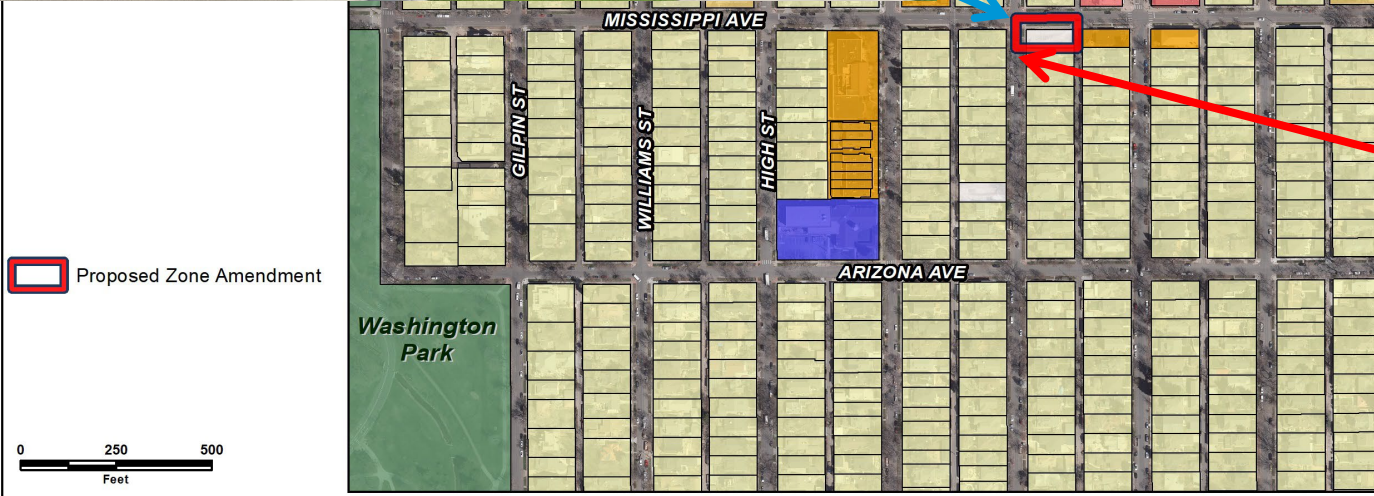 MISSISSIPPI AVE
GILPIN ST
WILLIAMS ST
HIGH ST
Proposed Zone Amendment
ARIZONA AVE
Washington
Park
0 250 500
Feet